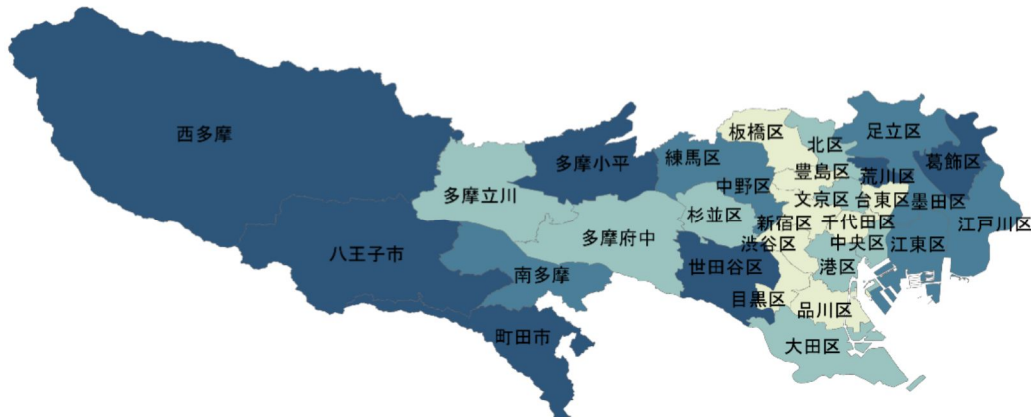 板橋区
足立区
西多摩
多摩小平
練馬区
北区
葛飾区
豊島区
荒川区
多摩立川
中野区
文京区
台東区
墨田区
杉並区
新宿区
千代田区
江戸川区
多摩府中
渋谷区
中央区
江東区
八王子市
世田谷区
港区
南多摩
目黒区
品川区
町田市
大田区